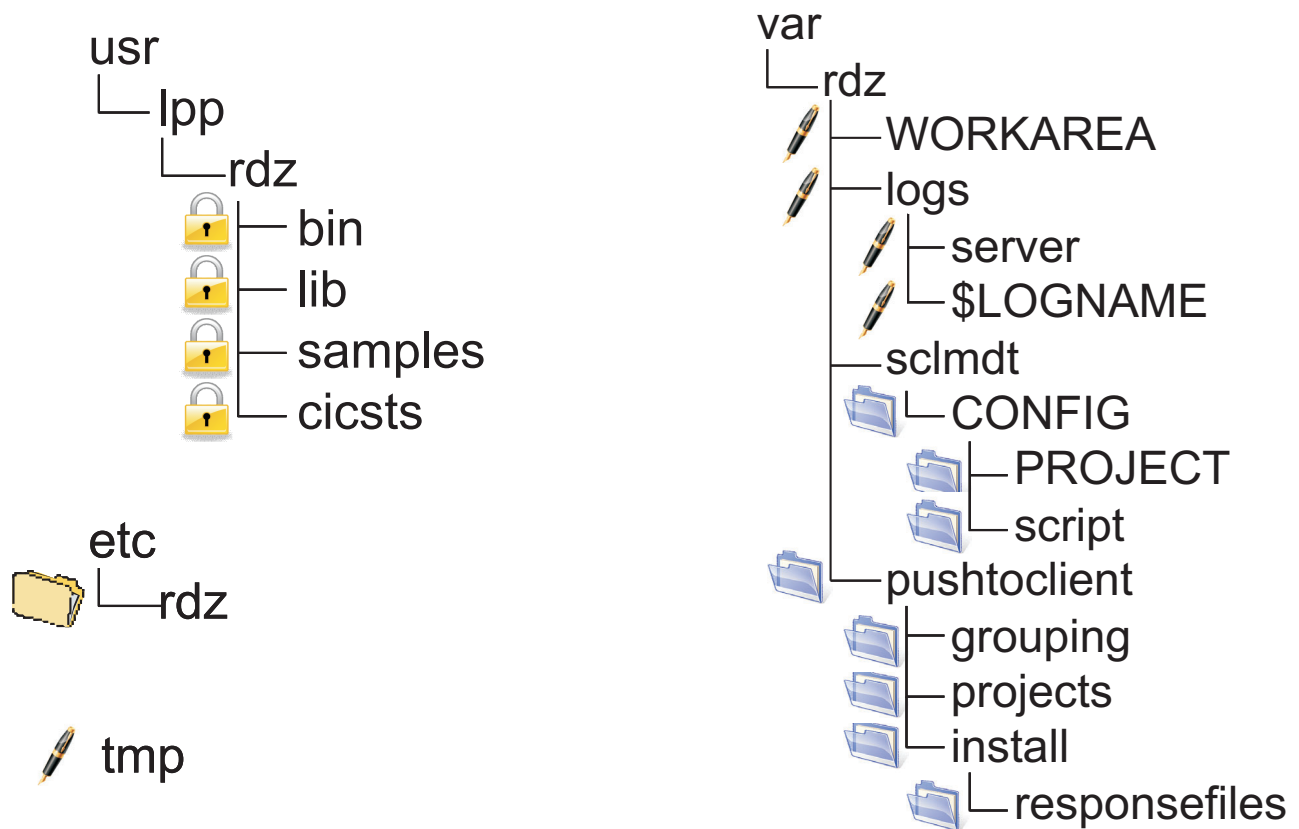 usr
lpp
rdz
bin
lib
samples
cicsts
etc
rdz
tmp
var
rdz
WORKAREA
logs
server
$LOGNAME
sclmdt
CONFIG
PROJECT
script
pushtoclient
grouping
projects
install
responsefiles